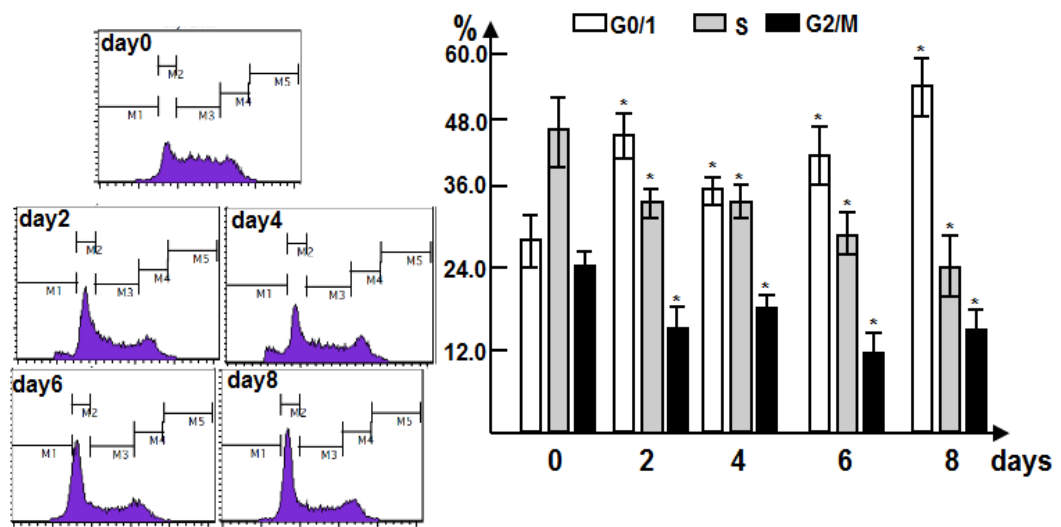 day0
M1
M2
M3
M4
M5
day2
M1
M2
M3
M4
M5
day4
M1
M2
M3
M4
M5
day6
M1
M2
M3
M4
M5
day8
M1
M2
M3
M4
M5
G0/1 S G2/M
%
60.0
48.0
36.0
24.0
12.0
* * * * * * * * * * * *
0 2 4 6 8 days